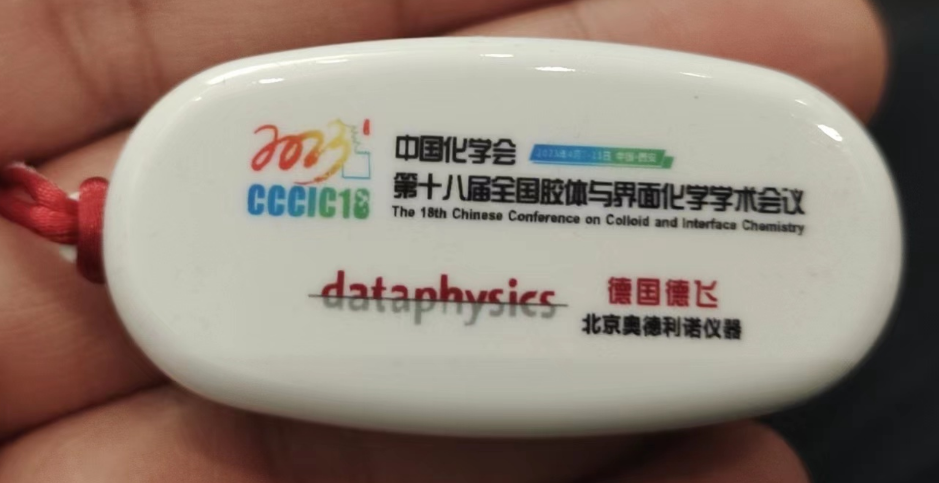 2023
CCCIC18
中国化学会
第十八届全国胶体与界面化学学术会议
The 18th Chinese Conference on Colloid and Interface Chemistry
dataphysics
德国德飞
北京奥德利诺仪器